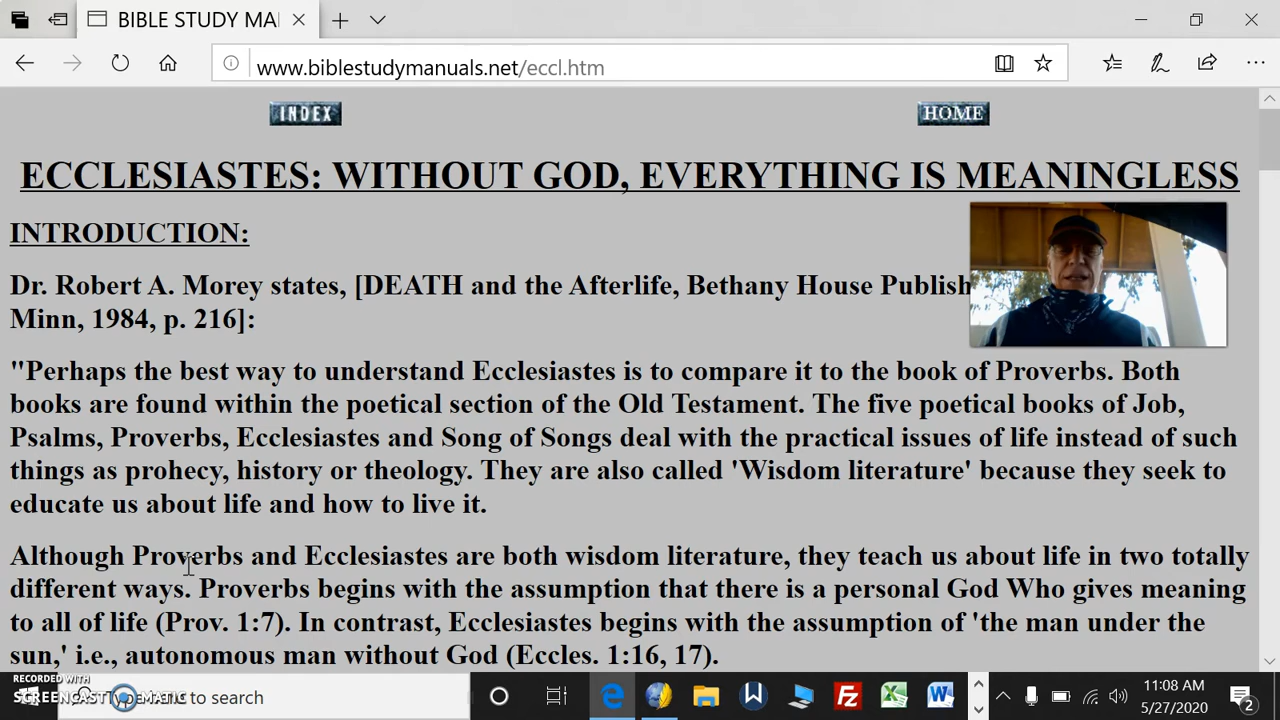 BIBLE STUDY MA
www.biblestudymanuals.net/eccl.htm
INDEX
HOME
ECCLESIASTES: WITHOUT GOD, EVERYTHING IS MEANINGLESS
INTRODUCTION:
Dr. Robert A. Morey states, [DEATH and the Afterlife, Bethany House Publish
Minn, 1984, p. 216]:
"Perhaps the best way to understand Ecclesiastes is to compare it to the book of Proverbs. Both
books are found within the poetical section of the Old Testament. The five poetical books of Job,
Psalms, Proverbs, Ecclesiastes and Song of Songs deal with the practical issues of life instead of such
things as prohecy, history or theology. They are also called 'Wisdom literature' because they seek to
educate us about life and how to live it.
Although Proverbs and Ecclesiastes are both wisdom literature, they teach us about life in two totally
different ways. Proverbs begins with the assumption that there is a personal God Who gives meaning
to all of life (Prov. 1:7). In contrast, Ecclesiastes begins with the assumption of 'the man under the
sun,' i.e., autonomous man without God (Eccles. 1:16, 17).
RECORDED WITH
SCREENCAST MATIC
to search
11:08 AM
5/27/2020
2